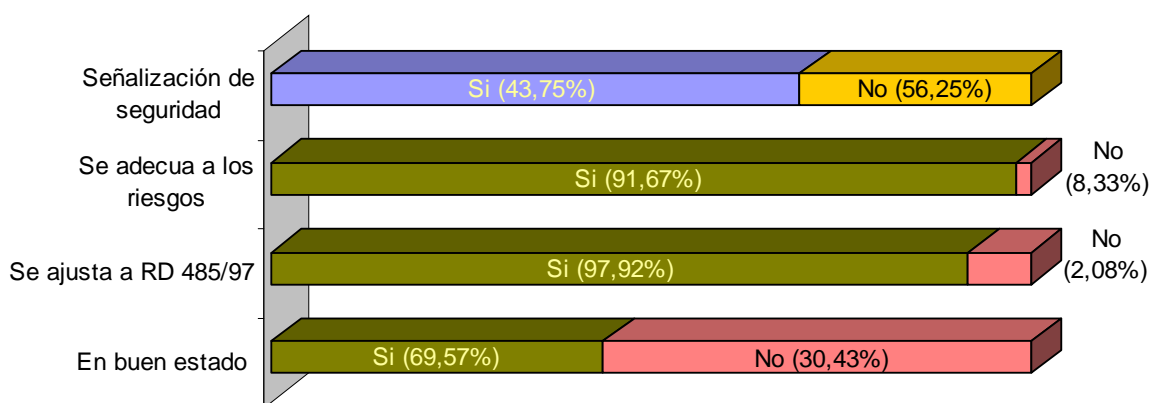 Señalización de
seguridad
Si (43,75%)
No (56,25%)
Se adecua a los
riesgos
Si (91,67%)
No
(8,33%)
Se ajusta a RD 485/97
Si (97,92%)
No
(2,08%)
En buen estado
Si (69,57%)
No (30,43%)